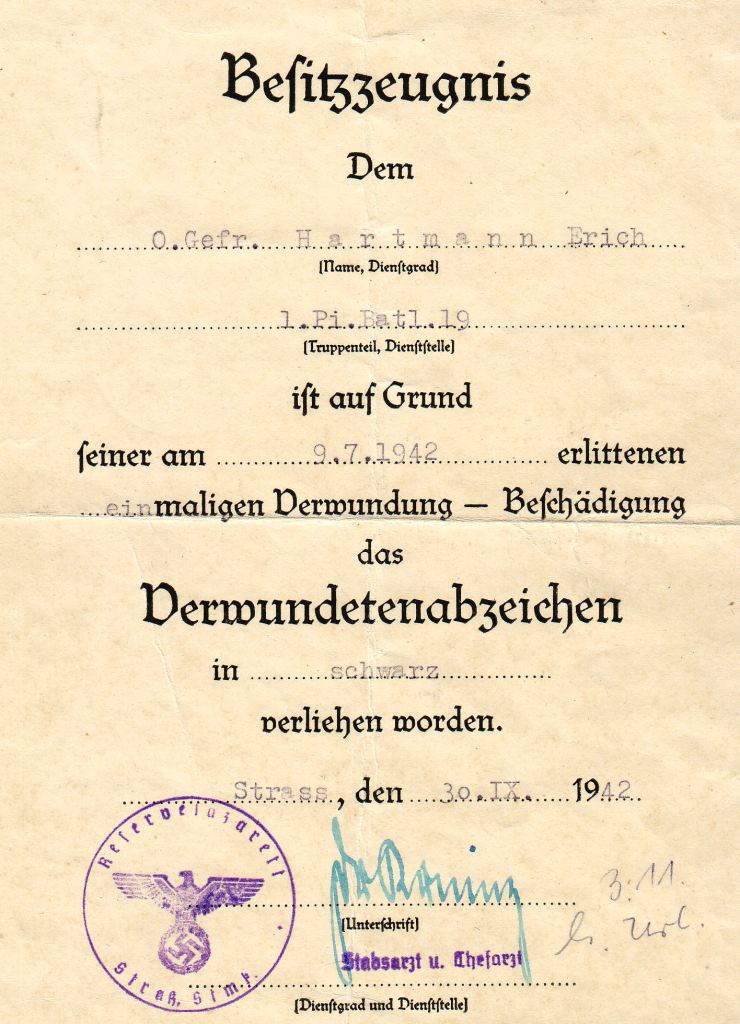 Besitzzeugnis
Dem
O.Gefr. Hartmann Erich
(Name, Dienstgrad)
1.Pi.Batl.19
(Truppenteil, Dienststelle)
ist auf Grund
seiner am 9.7.1942 erlittenen
einmaligen Verwundung — Beschädigung
das
Verwundetenabzeichen
in schwarz
verliehen worden.
Strass, den 30.IX. 1942
Reservelazarett
Straß, Stmk.
3.11.
(Unterschrift)
Stabsarzt u. Chefarzt
(Dienstgrad und Dienststelle)